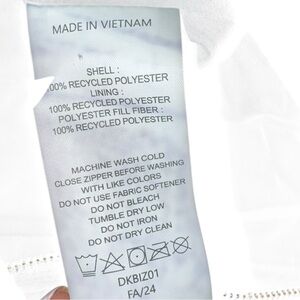 MADE IN VIETNAM
SHELL :
100% RECYCLED POLYESTER
LINING :
100% RECYCLED POLYESTER
POLYESTER FILL FIBER :
100% RECYCLED POLYESTER
MACHINE WASH COLD
CLOSE ZIPPER BEFORE WASHING
WITH LIKE COLORS
DO NOT USE FABRIC SOFTENER
DO NOT BLEACH
TUMBLE DRY LOW
DO NOT IRON
DO NOT DRY CLEAN
DKBIZ01
FA/24